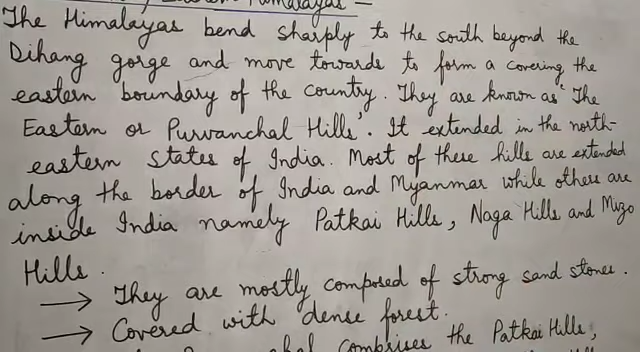 Himalayas —
The Himalayas bend sharply to the south beyond the
Dihang gorge and move towards to form a covering the
eastern boundary of the country. They are known as "The
Eastern or Purvanchal Hills'. It extended in the north-
eastern states of India. Most of these hills are extended
along the border of India and Myanmar while others are
inside India namely Patkai Hills, Naga Hills and Mizo
Hills.
→ They are mostly composed of strong sand stones.
→ Covered with dense forest.
comprises the Patkai Hills,